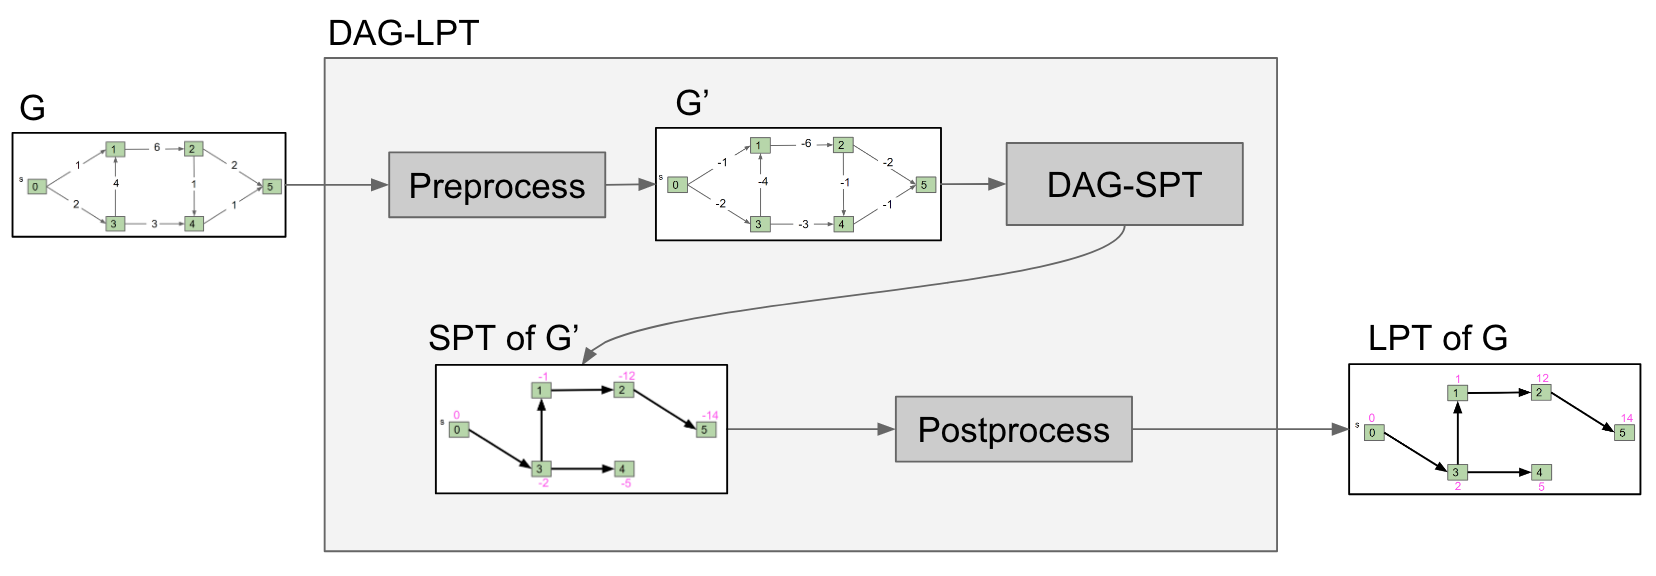 DAG-LPT
G
1 6 2
1 2
s 0 4 1 5
2 1
3 3 4
Preprocess
G’
1 -6 2
-1 -2
s 0 -4 -1 5
-2 -1
3 -3 4
DAG-SPT
SPT of G’
-1 -12
1 2
0 -14
s 0 5
3 4
-2 -5
Postprocess
LPT of G
1 12
1 2
0 14
s 0 5
3 4
2 5